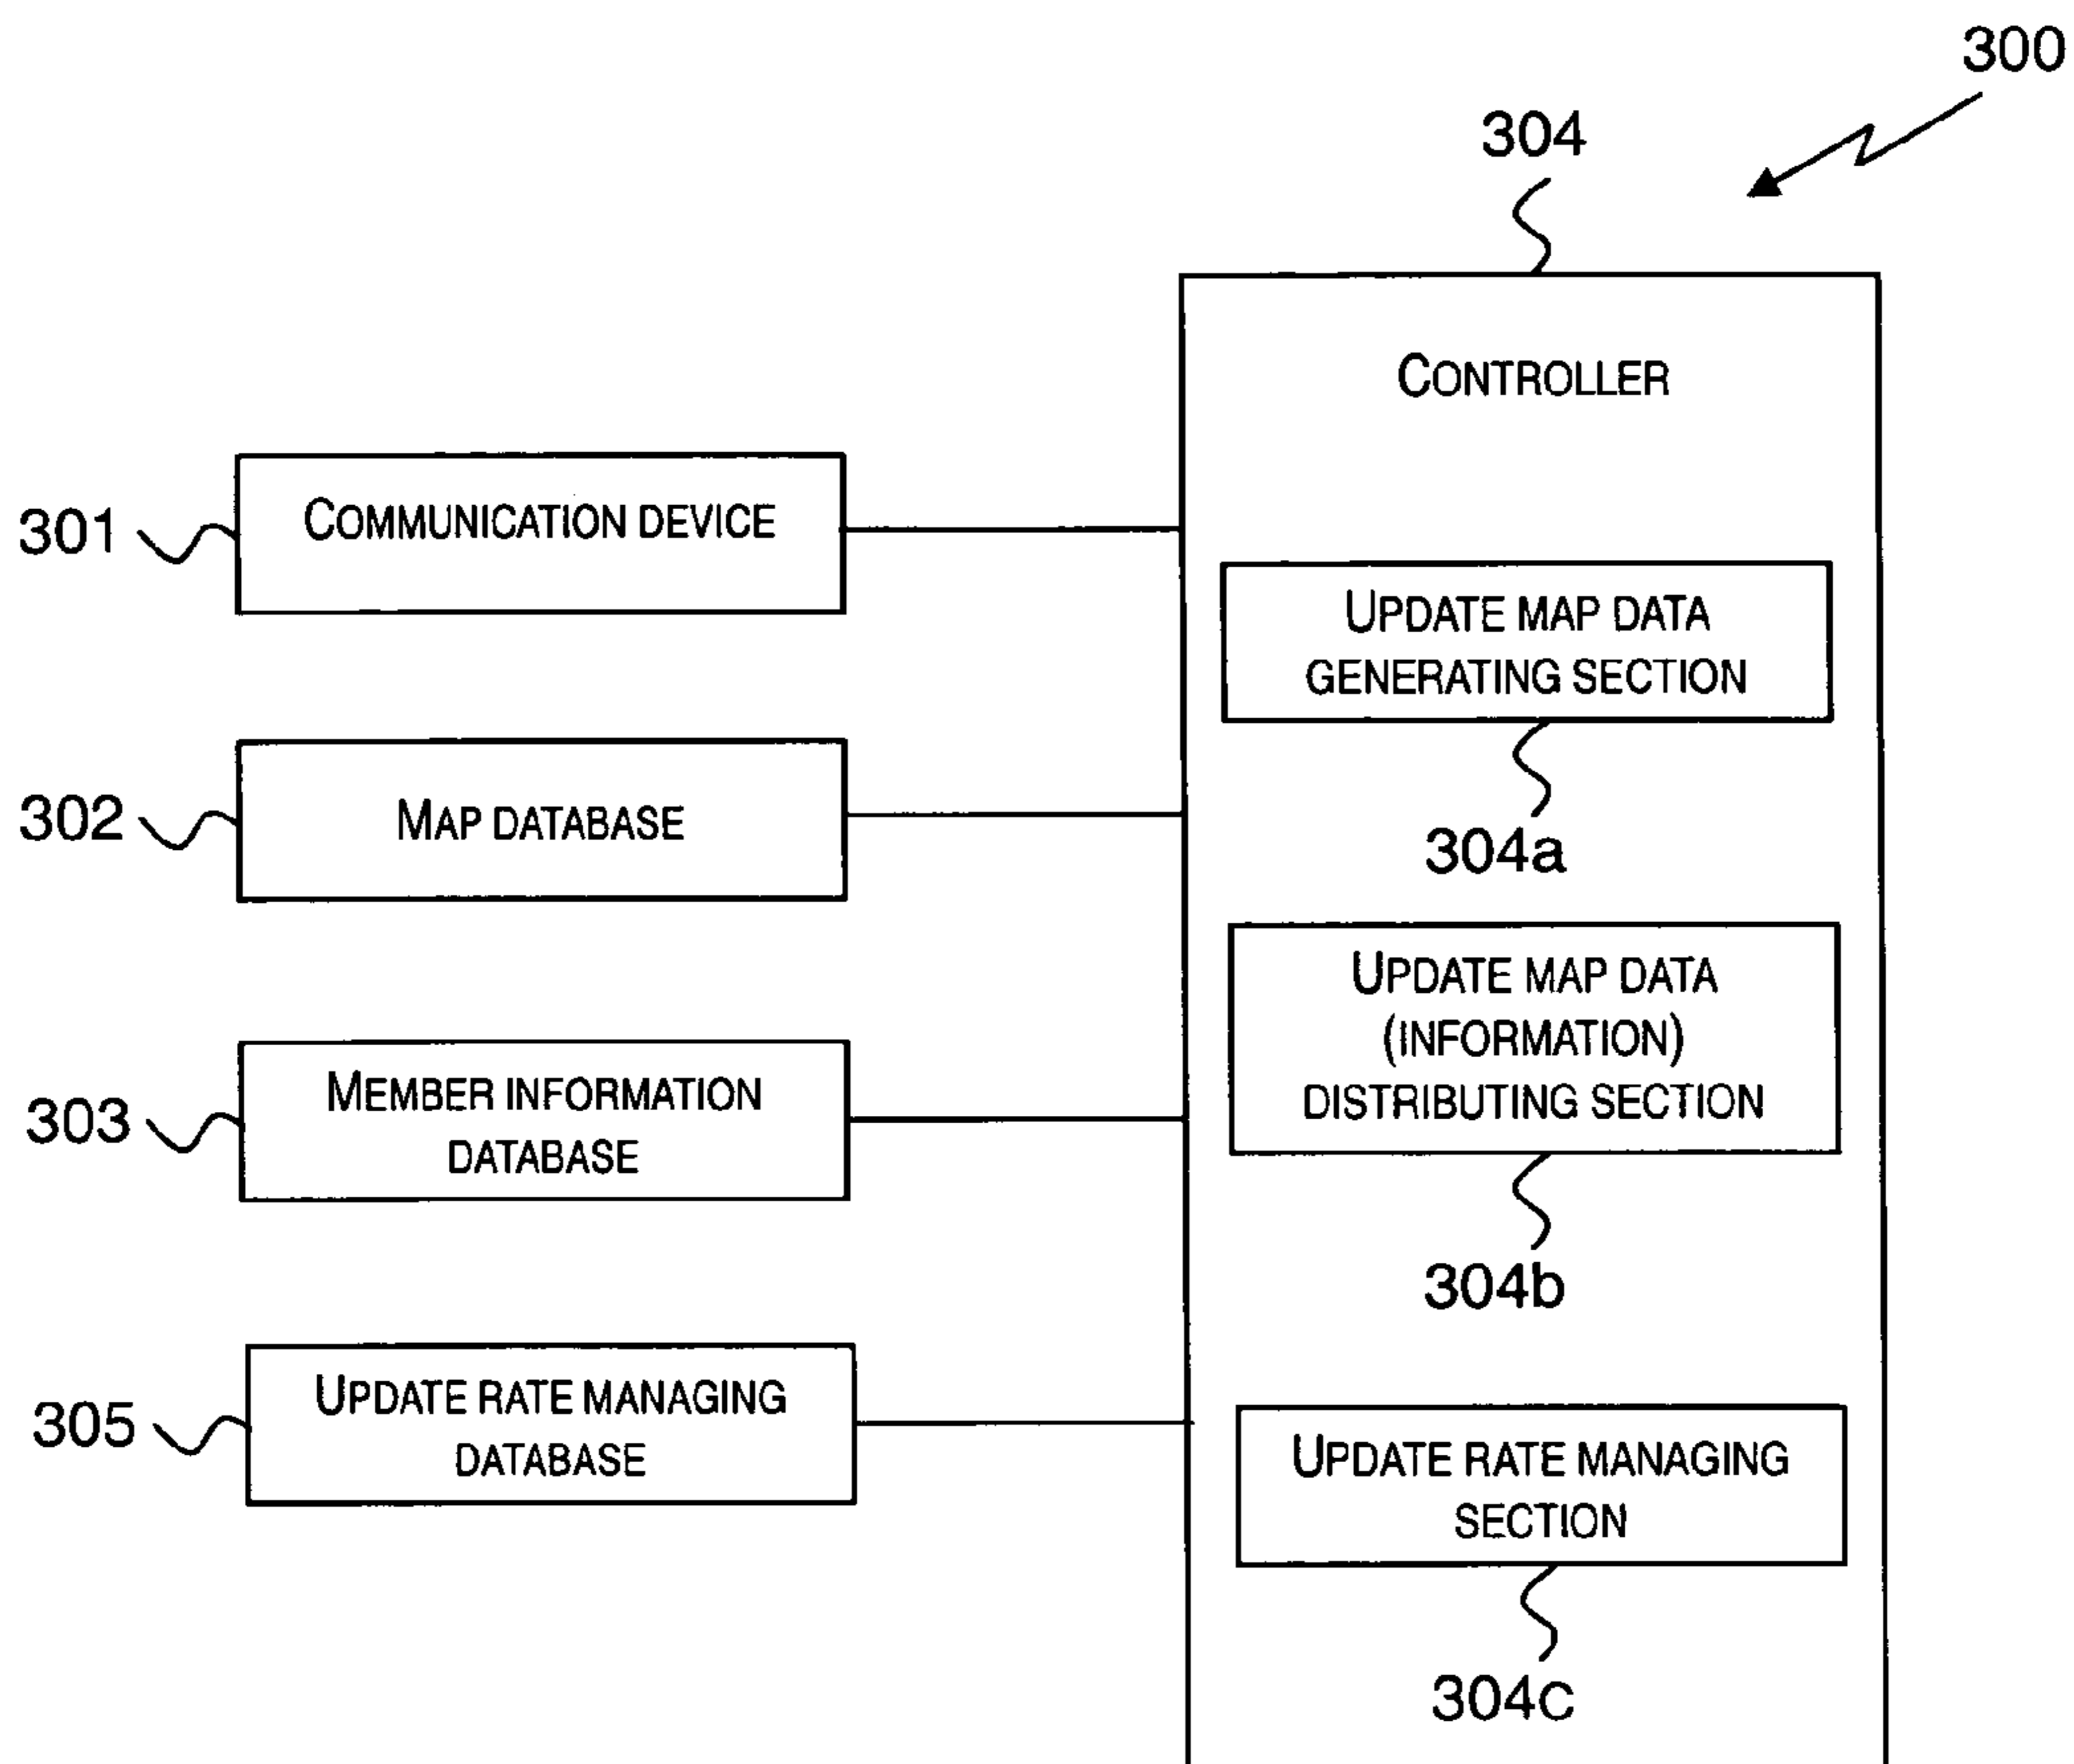 300
304
CONTROLLER
301
COMMUNICATION DEVICE
UPDATE MAP DATA
GENERATING SECTION
304a
302
MAP DATABASE
UPDATE MAP DATA
(INFORMATION)
DISTRIBUTING SECTION
304b
303
MEMBER INFORMATION
DATABASE
305
UPDATE RATE MANAGING
DATABASE
UPDATE RATE MANAGING
SECTION
304c